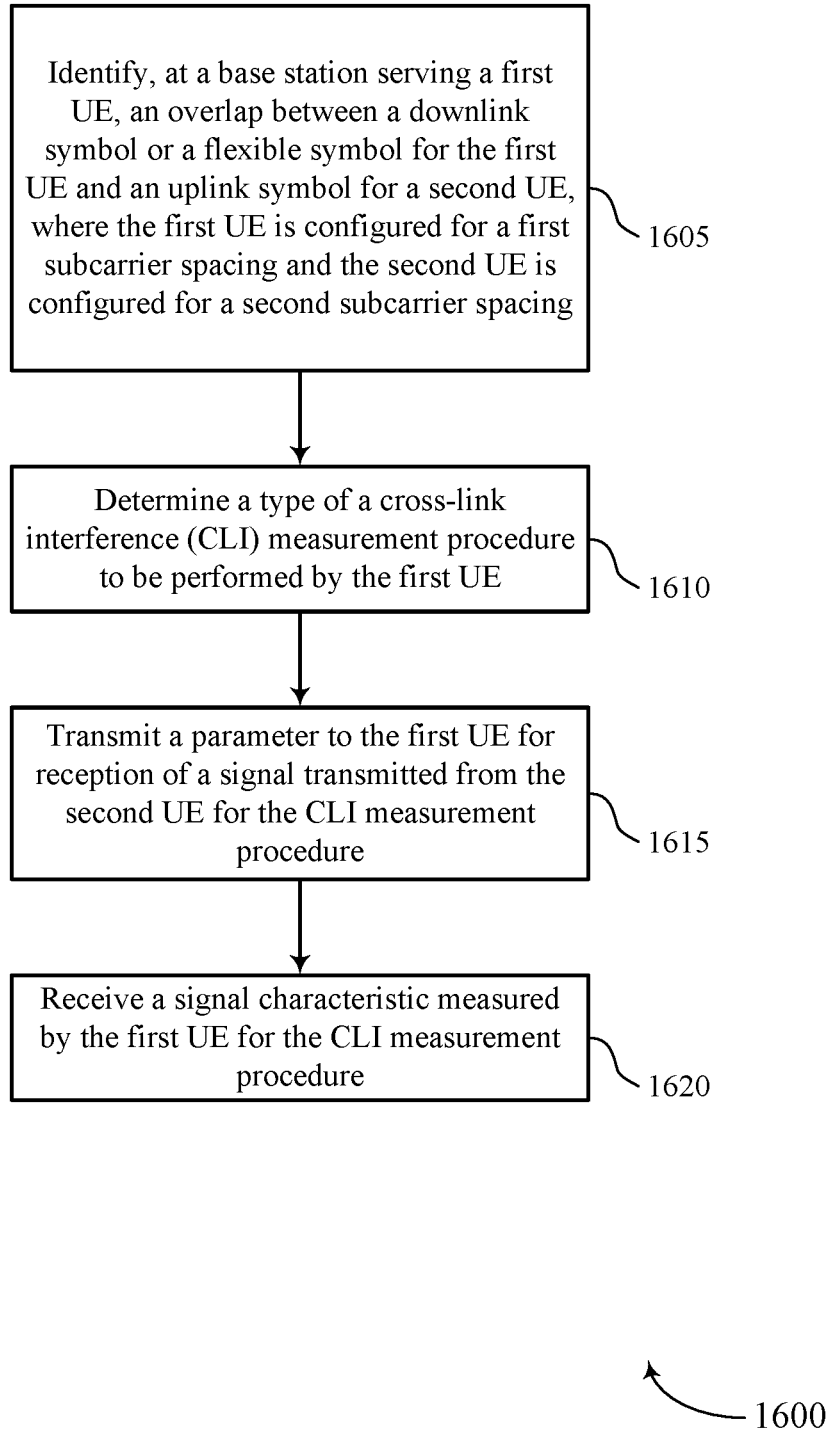 Identify, at a base station serving a first
UE, an overlap between a downlink
symbol or a flexible symbol for the first
UE and an uplink symbol for a second UE,
where the first UE is configured for a first
subcarrier spacing and the second UE is
configured for a second subcarrier spacing
1605
Determine a type of a cross-link
interference (CLI) measurement procedure
to be performed by the first UE
1610
Transmit a parameter to the first UE for
reception of a signal transmitted from the
second UE for the CLI measurement
procedure
1615
Receive a signal characteristic measured
by the first UE for the CLI measurement
procedure
1620
1600